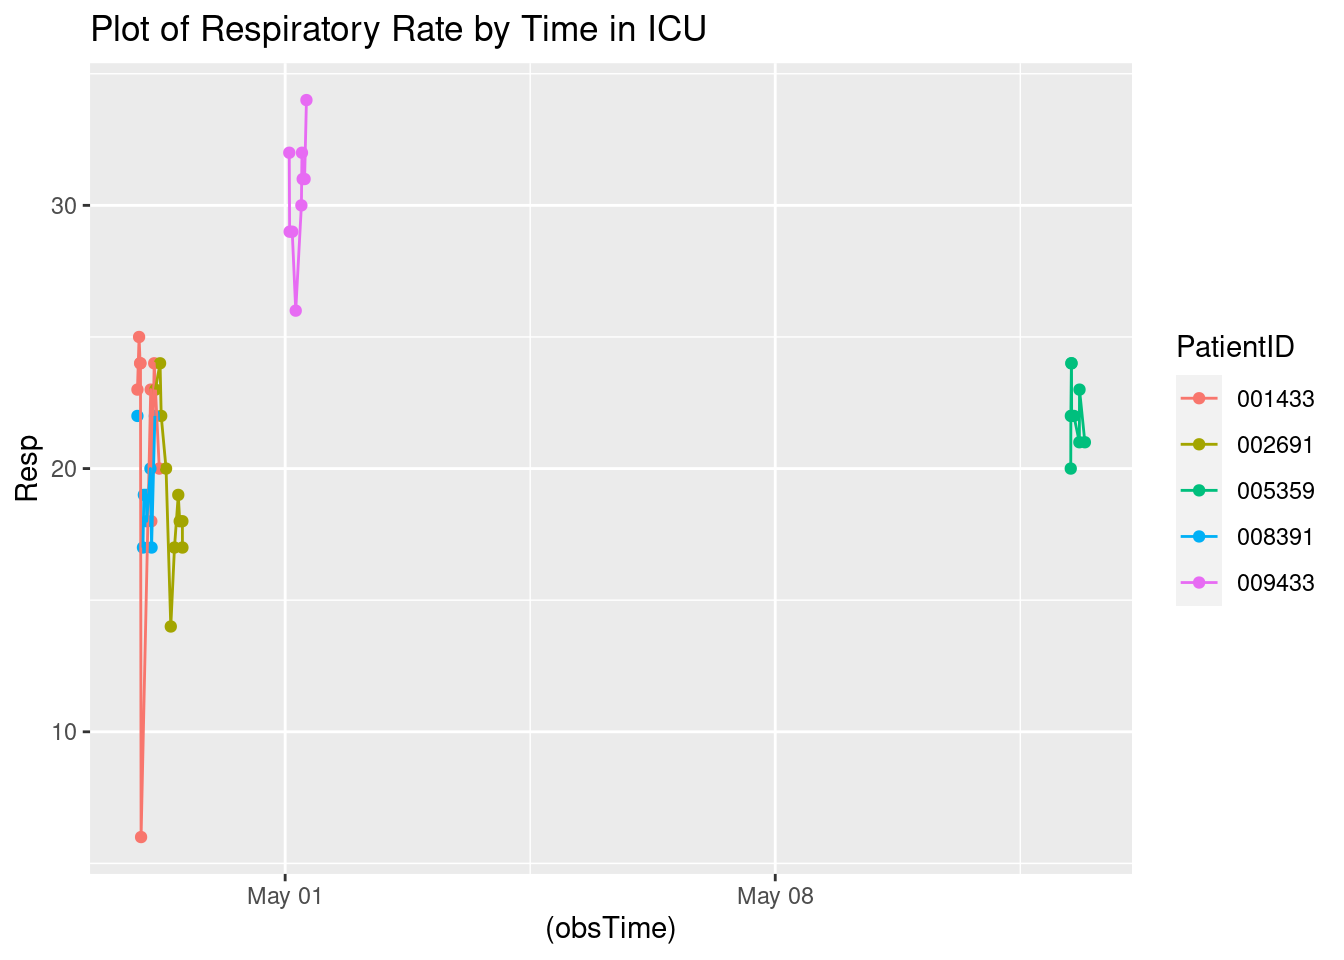 Plot of Respiratory Rate by Time in ICU
Resp
30
20
10
May 01
May 08
(obsTime)
PatientID
001433
002691
005359
008391
009433